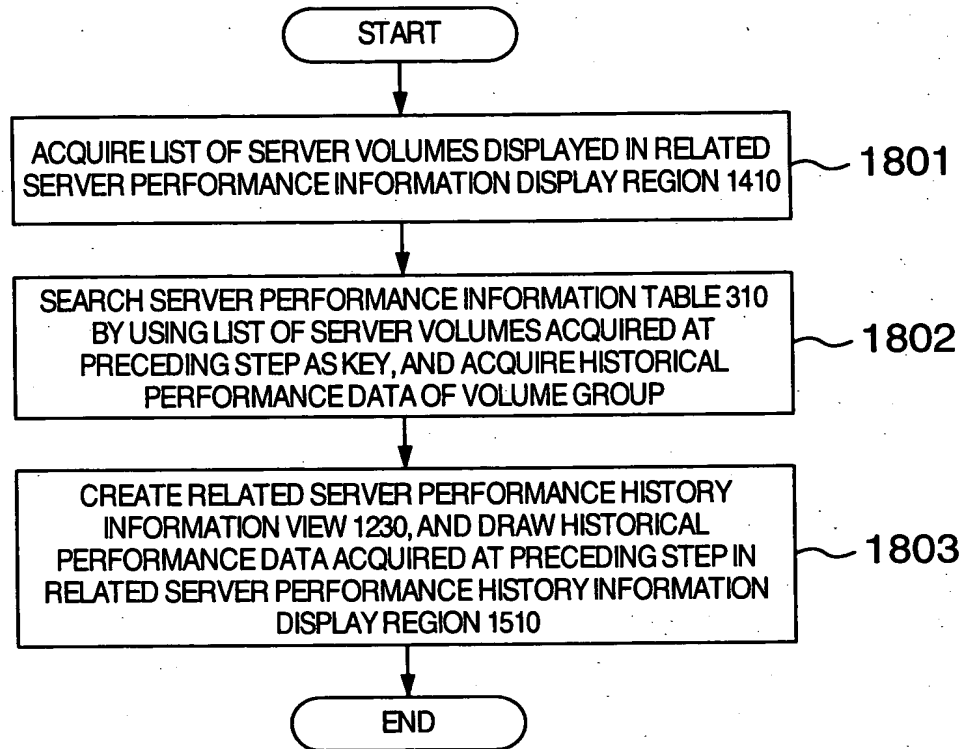 START
ACQUIRE LIST OF SERVER VOLUMES DISPLAYED IN RELATED
SERVER PERFORMANCE INFORMATION DISPLAY REGION 1410
1801
SEARCH SERVER PERFORMANCE INFORMATION TABLE 310
BY USING LIST OF SERVER VOLUMES ACQUIRED AT
PRECEDING STEP AS KEY, AND ACQUIRE HISTORICAL
PERFORMANCE DATA OF VOLUME GROUP
1802
CREATE RELATED SERVER PERFORMANCE HISTORY
INFORMATION VIEW 1230, AND DRAW HISTORICAL
PERFORMANCE DATA ACQUIRED AT PRECEDING STEP IN
RELATED SERVER PERFORMANCE HISTORY INFORMATION
DISPLAY REGION 1510
1803
END